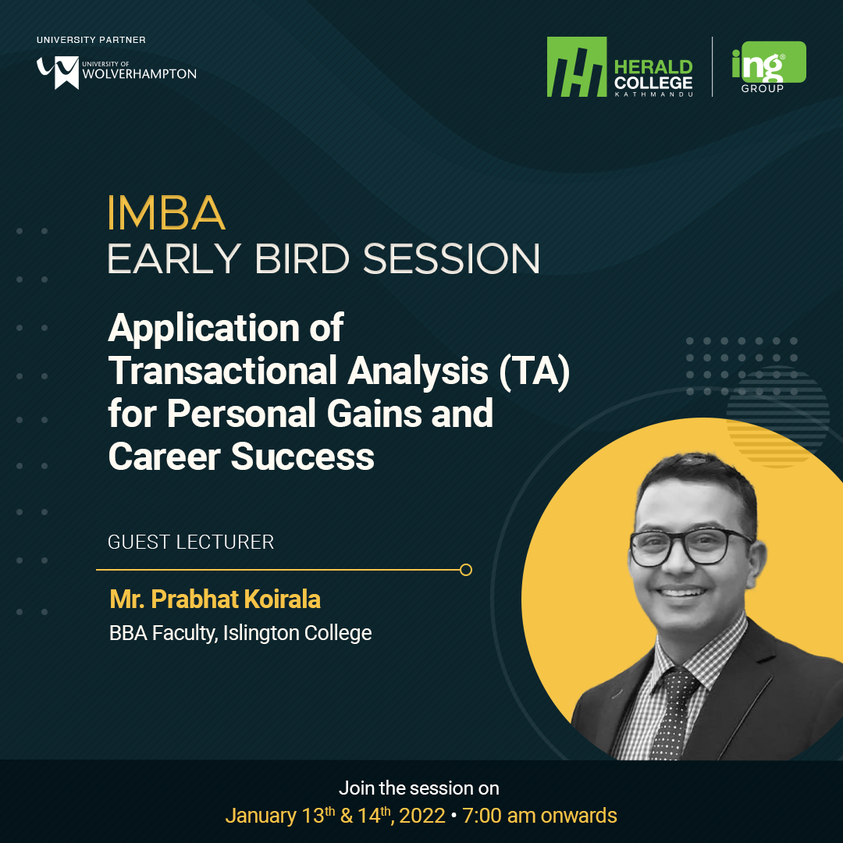 UNIVERSITY PARTNER
UNIVERSITY OF
WOLVERHAMPTON
HERALD
COLLEGE
KATHMANDU
ing®
GROUP
IMBA
EARLY BIRD SESSION
Application of
Transactional Analysis (TA)
for Personal Gains and
Career Success
GUEST LECTURER
Mr. Prabhat Koirala
BBA Faculty, Islington College
Join the session on
January 13th & 14th, 2022 • 7:00 am onwards